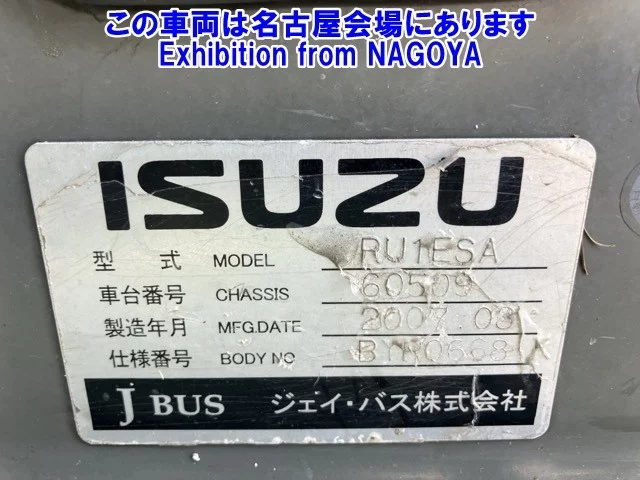 この車両は名古屋会場にあります
Exhibition from NAGOYA
ISUZU
型 式 MODEL RU1ESA
車台番号 CHASSIS 60509
製造年月 MFG.DATE 2007.03
仕様番号 BODY NO
J BUS ジェイ・バス株式会社